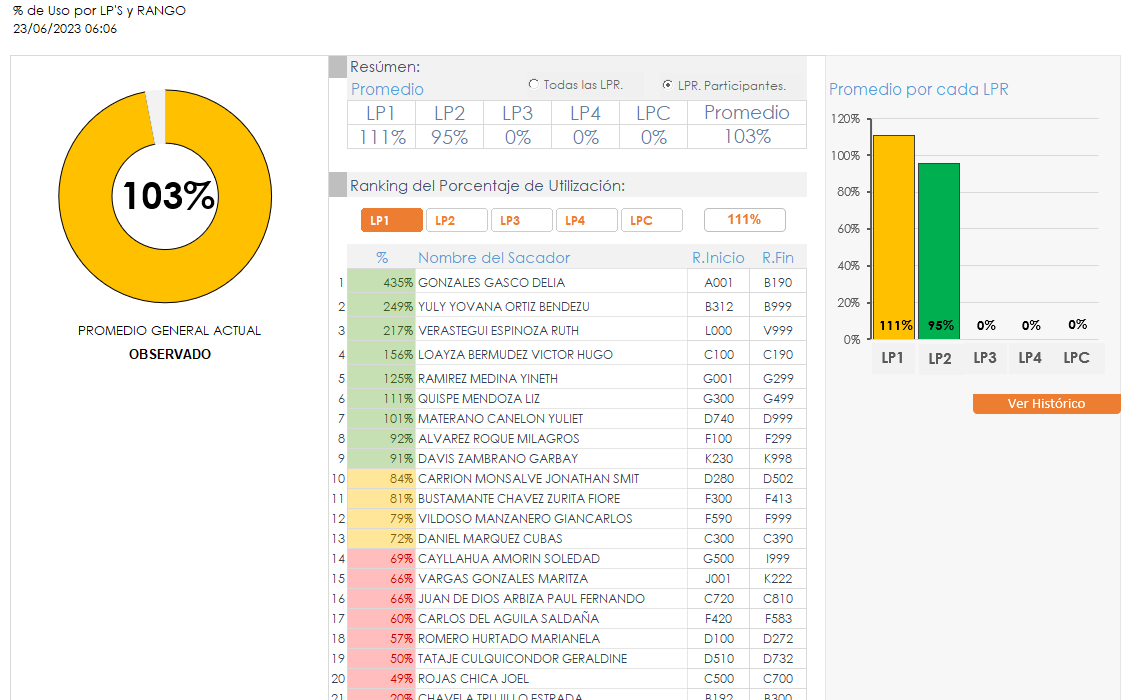 % de Uso por LP'S y RANGO
23/06/2023 06:06
103%
PROMEDIO GENERAL ACTUAL
OBSERVADO
Resúmen:
Promedio
Todas las LPR.
LPR. Participantes.
LP1 LP2 LP3 LP4 LPC Promedio
111% 95% 0% 0% 0% 103%
Ranking del Porcentaje de Utilización:
LP1 LP2 LP3 LP4 LPC 111%
% Nombre del Sacador R.Inicio R.Fin
1 435% GONZALES GASCO DELIA A001 B190
2 249% YULY YOVANA ORTIZ BENDEZU B312 B999
3 217% VERASTEGUI ESPINOZA RUTH L000 V999
4 156% LOAYZA BERMUDEZ VICTOR HUGO C100 C190
5 125% RAMIREZ MEDINA YINETH G001 G299
6 111% QUISPE MENDOZA LIZ G300 G499
7 101% MATERANO CANELON YULIET D740 D999
8 92% ALVAREZ ROQUE MILAGROS F100 F299
9 91% DAVIS ZAMBRANO GARBAY K230 K998
10 84% CARRION MONSALVE JONATHAN SMIT D280 D502
11 81% BUSTAMANTE CHAVEZ ZURITA FIORE F300 F413
12 79% VILDOSO MANZANERO GIANCARLOS F590 F999
13 72% DANIEL MARQUEZ CUBAS C300 C390
14 69% CAYLLAHUA AMORIN SOLEDAD G500 I999
15 66% VARGAS GONZALES MARITZA J001 K222
16 66% JUAN DE DIOS ARBIZA PAUL FERNANDO C720 C810
17 60% CARLOS DEL AGUILA SALDAÑA F420 F583
18 57% ROMERO HURTADO MARIANELA D100 D272
19 50% TATAJE CULQUICONDOR GERALDINE D510 D732
20 49% ROJAS CHICA JOEL C500 C700
21 20% CHAVELA TRUJILLO ESTRADA B192 B300
Promedio por cada LPR
120%
100%
80%
60%
40%
20%
0%
111% 95% 0% 0% 0%
LP1 LP2 LP3 LP4 LPC
Ver Histórico